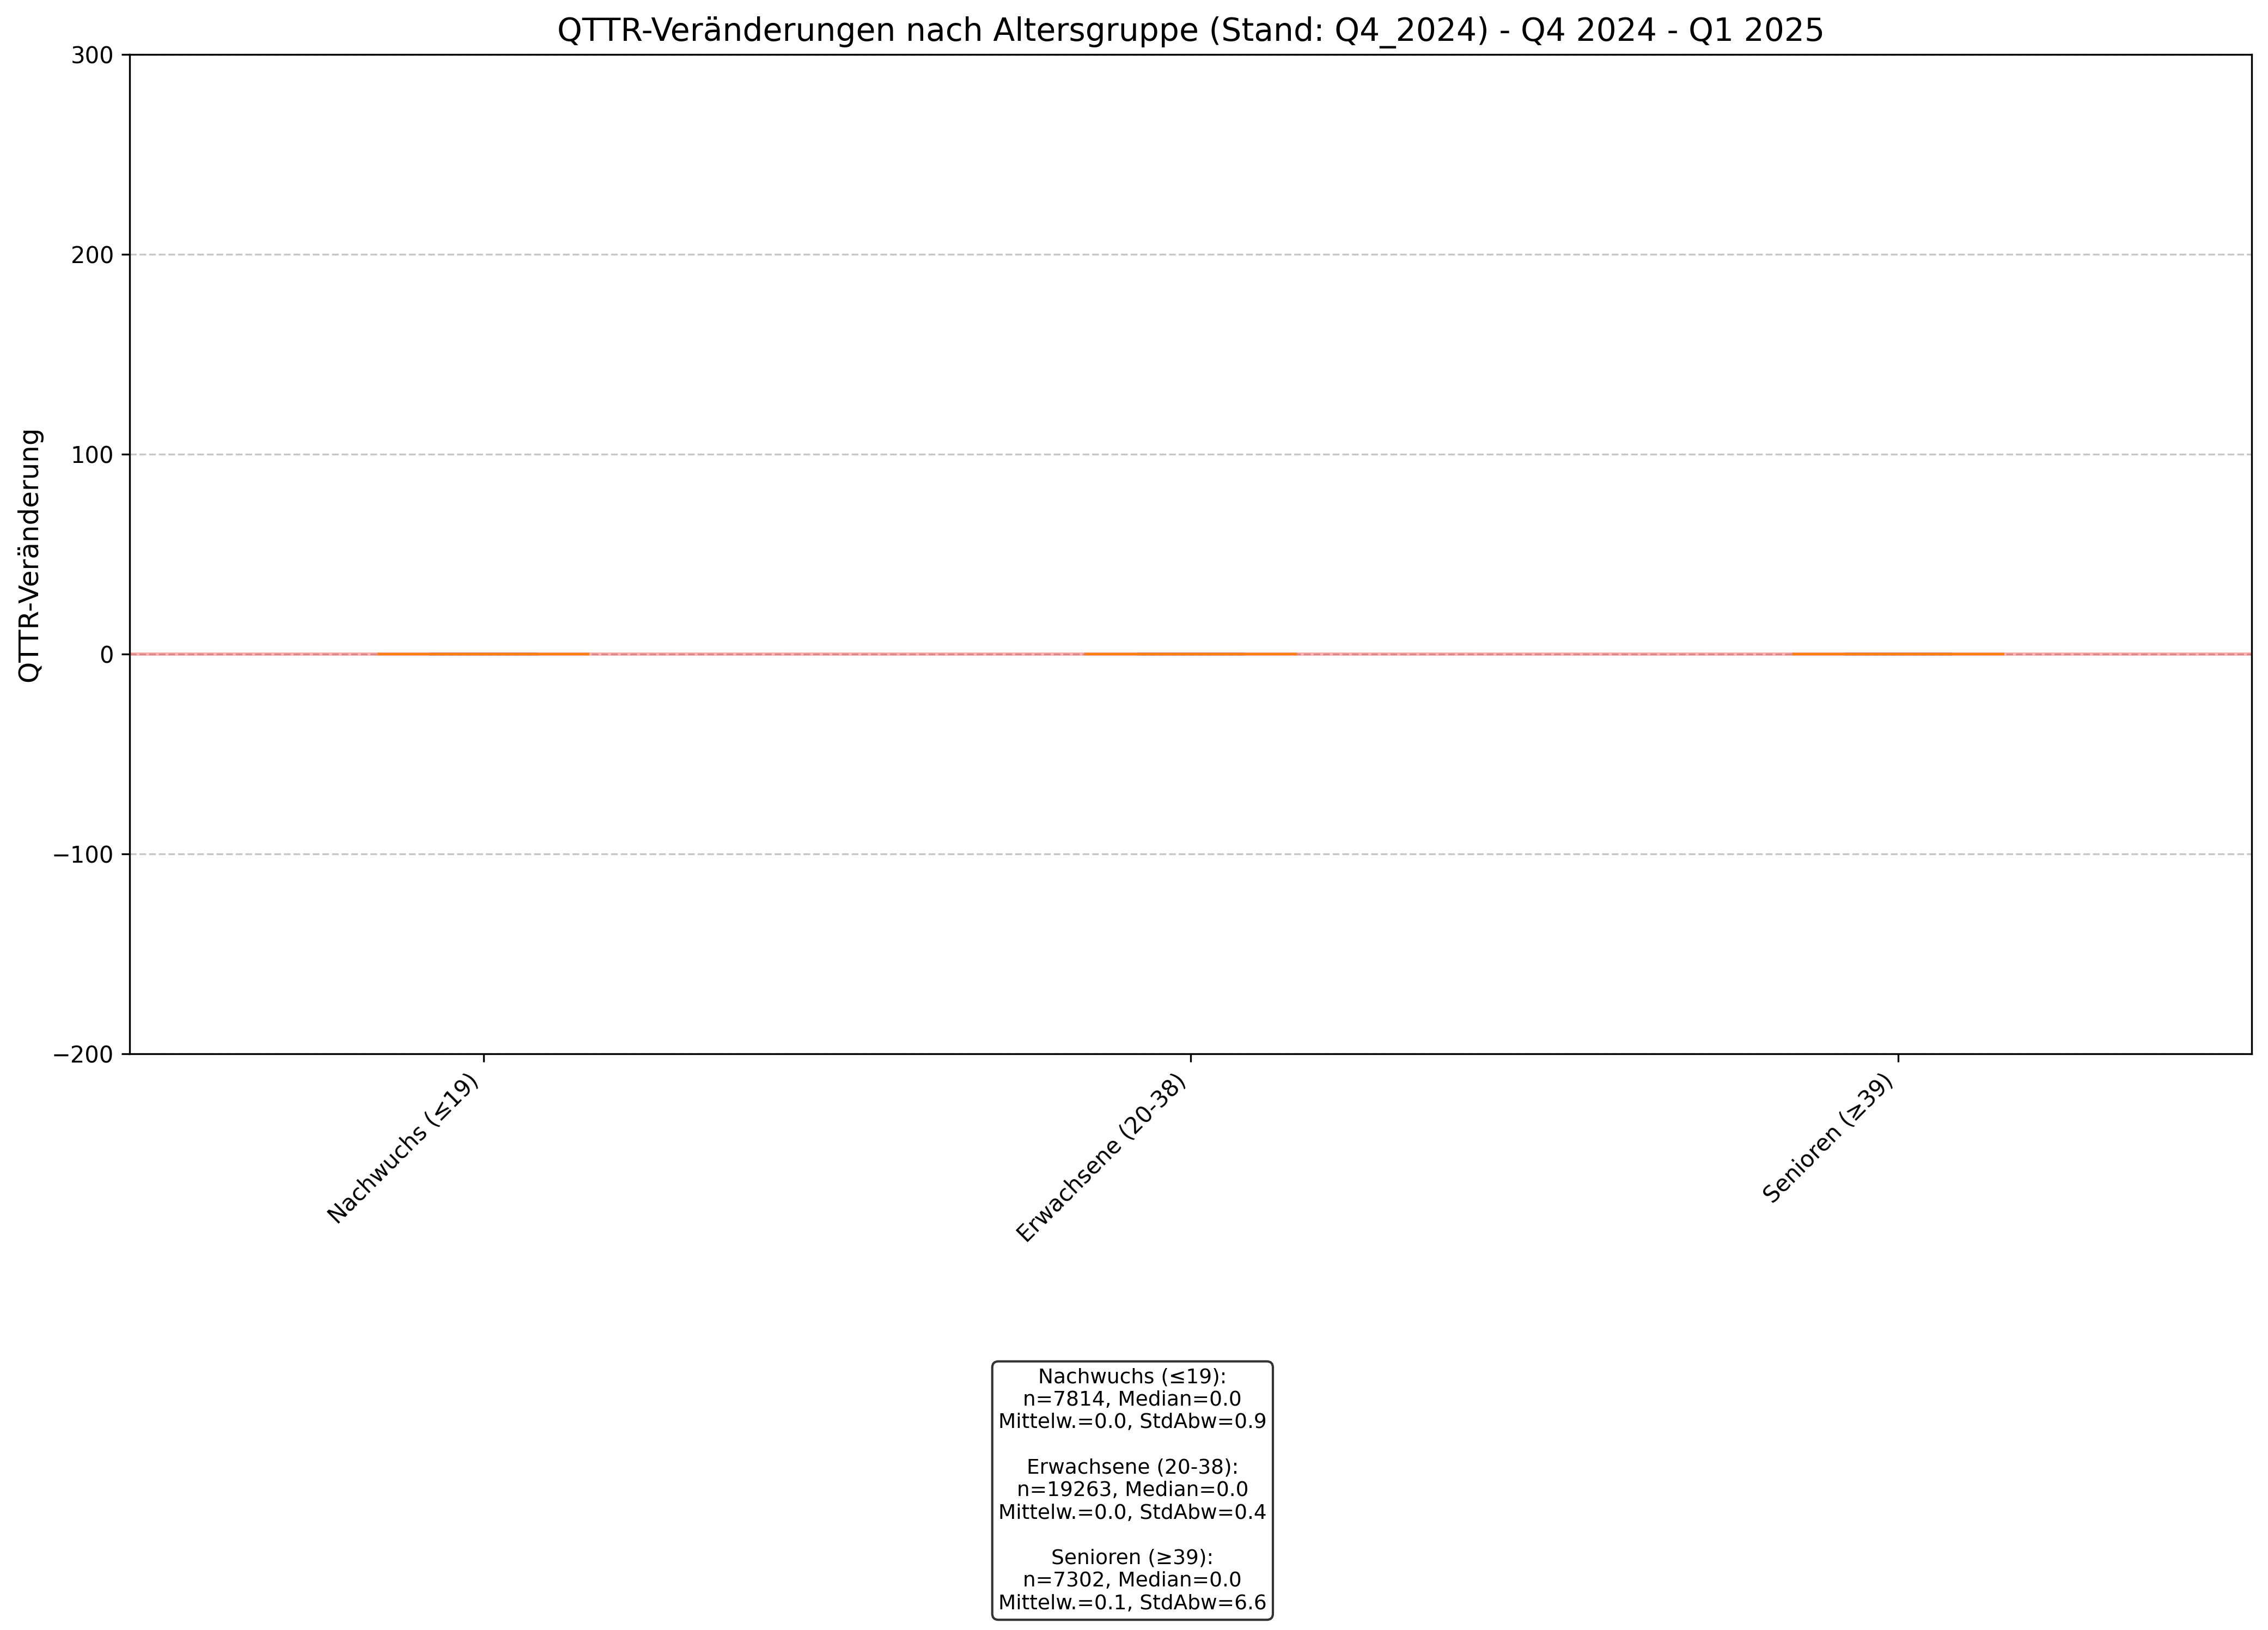 QTTR-Veränderungen nach Altersgruppe (Stand: Q4_2024) - Q4 2024 - Q1 2025
300
200
100
0
−100
−200
QTTR-Veränderung
Nachwuchs (≤19)
Erwachsene (20-38)
Senioren (≥39)
Nachwuchs (≤19):
n=7814, Median=0.0
Mittelw.=0.0, StdAbw=0.9
Erwachsene (20-38):
n=19263, Median=0.0
Mittelw.=0.0, StdAbw=0.4
Senioren (≥39):
n=7302, Median=0.0
Mittelw.=0.1, StdAbw=6.6